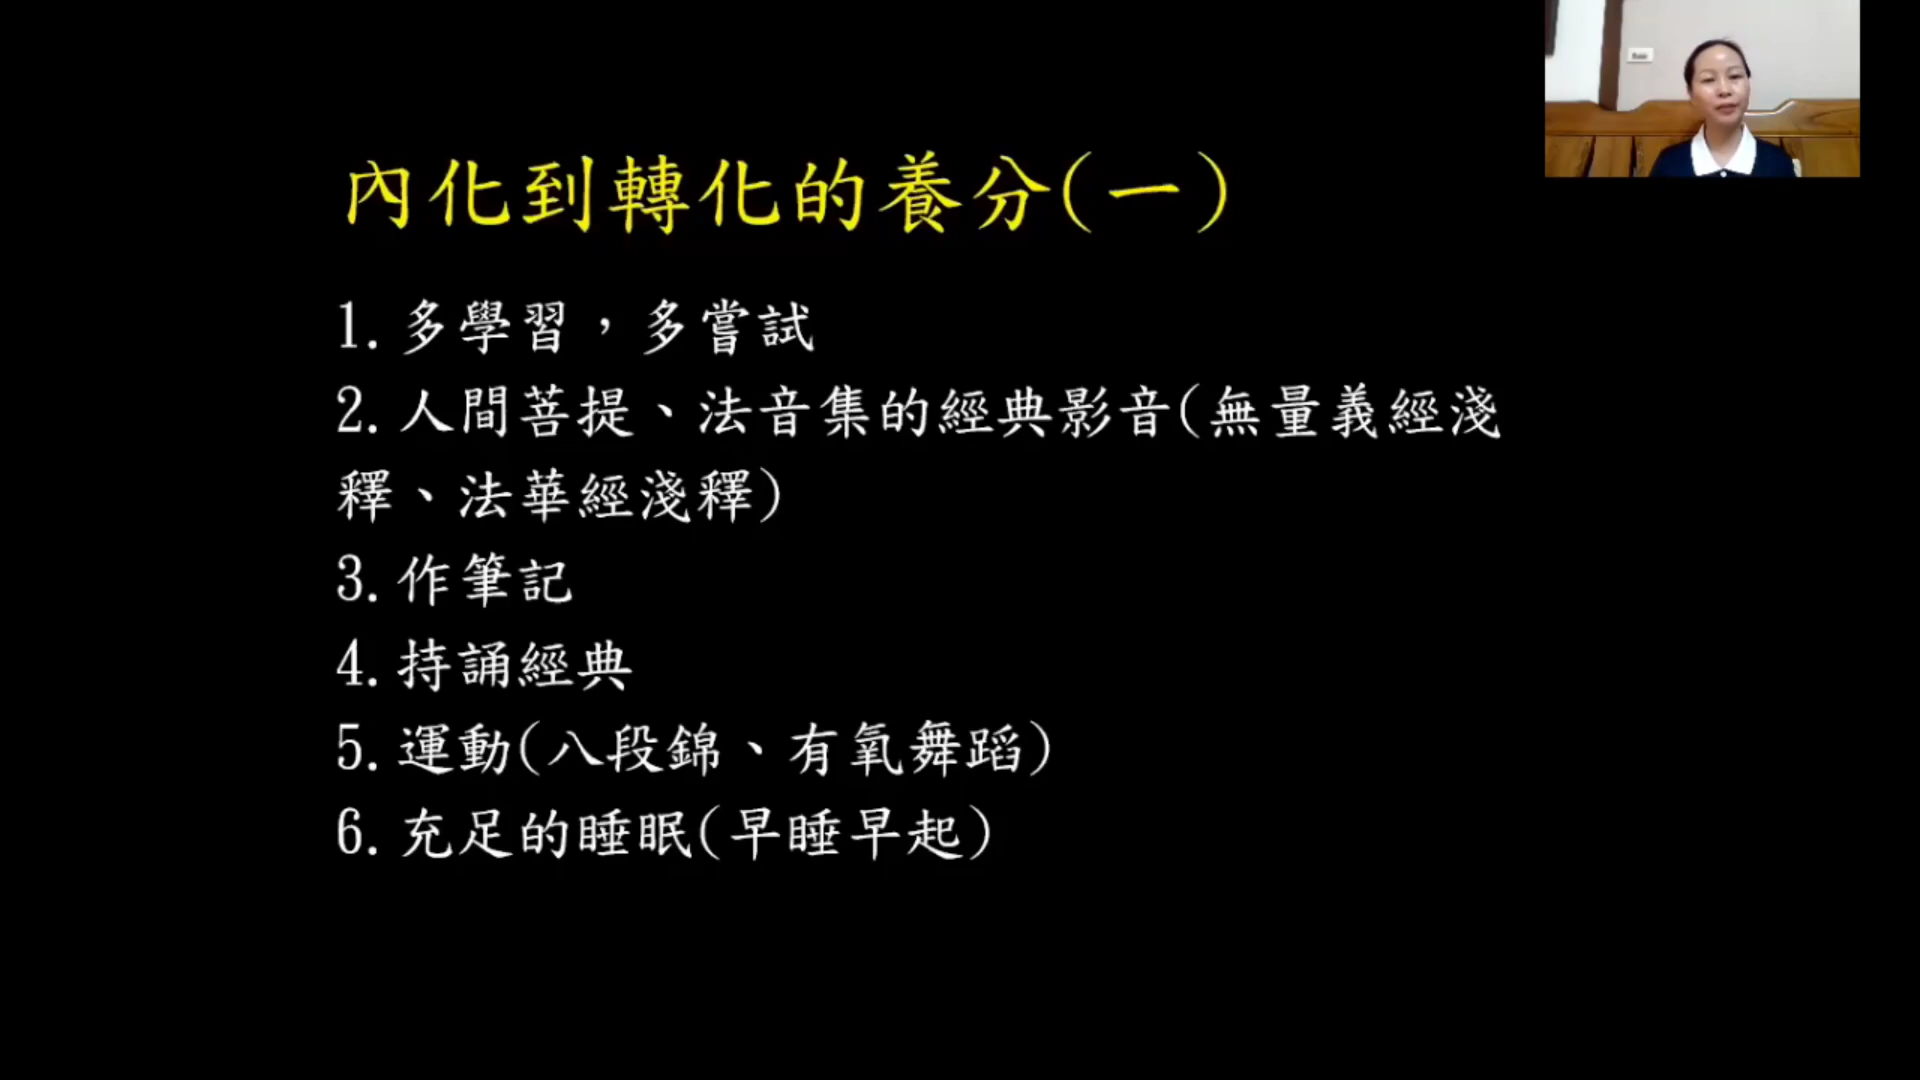 內化到轉化的養分(一)
1.多學習，多嘗試
2.人間菩提、法音集的經典影音(無量義經淺
釋、法華經淺釋)
3.作筆記
4.持誦經典
5.運動(八段錦、有氧舞蹈)
6.充足的睡眠(早睡早起)